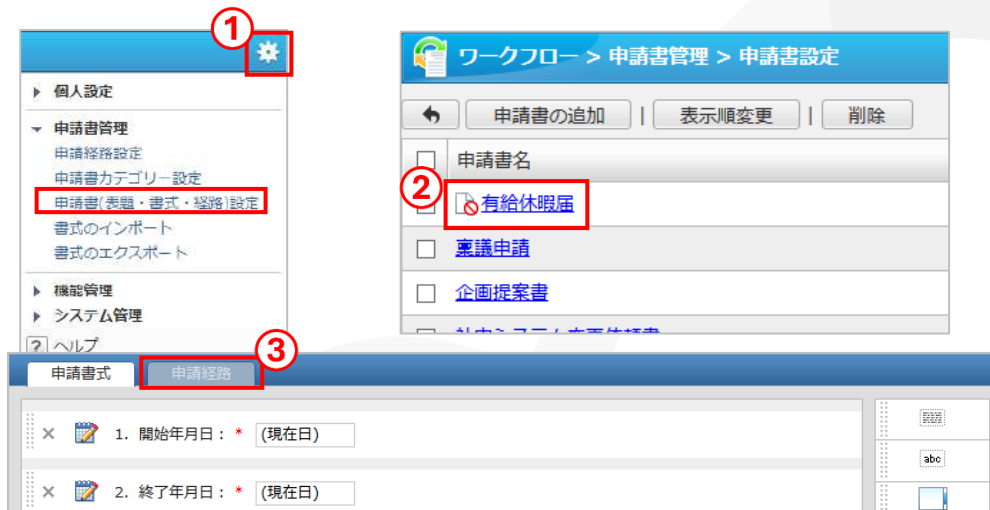 ①
個人設定
申請書管理
申請経路設定
申請書カテゴリー設定
申請書(表題・書式・経路)設定
書式のインポート
書式のエクスポート
機能管理
システム管理
? ヘルプ
ワークフロー > 申請書管理 > 申請書設定
申請書の追加 | 表示順変更 | 削除
申請書名
②
有給休暇届
稟議申請
企画提案書
③
申請書式 申請経路
× 1. 開始年月日： * (現在日)
× 2. 終了年月日： * (現在日)
abc